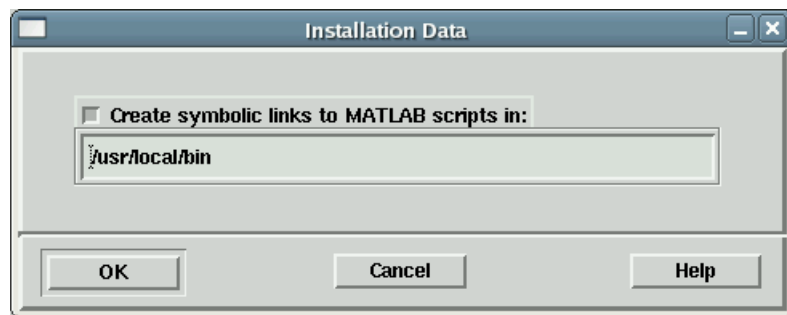 Installation Data
Create symbolic links to MATLAB scripts in:
/usr/local/bin
OK Cancel Help